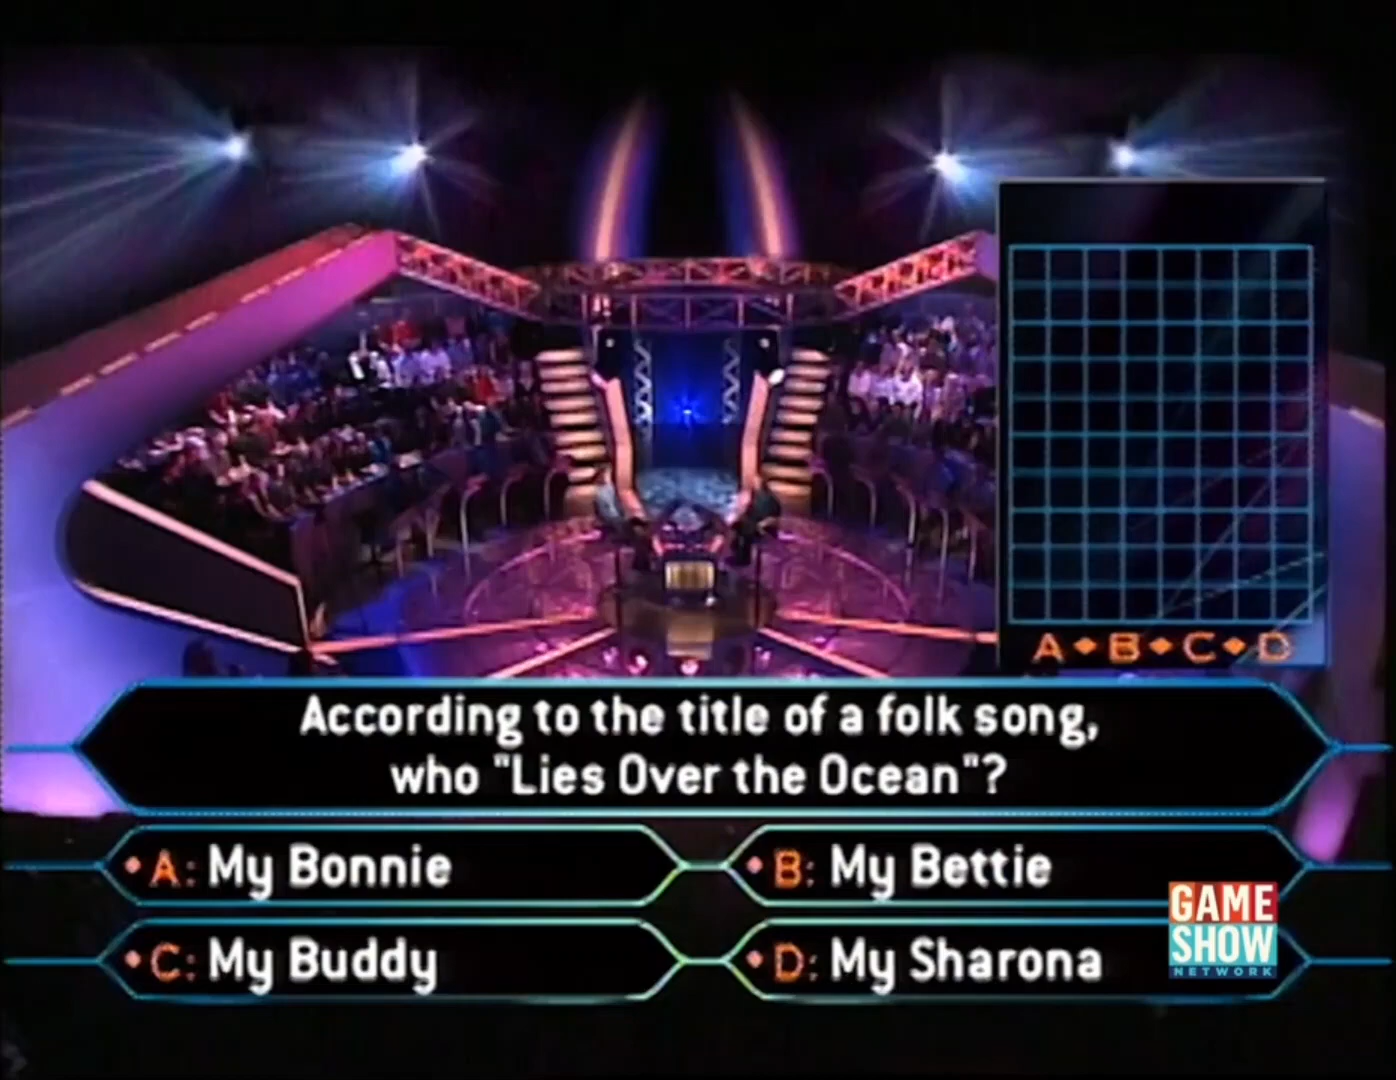 A B C D
According to the title of a folk song,
who "Lies Over the Ocean"?
A: My Bonnie
B: My Bettie
C: My Buddy
D: My Sharona
GAME
SHOW
NETWORK